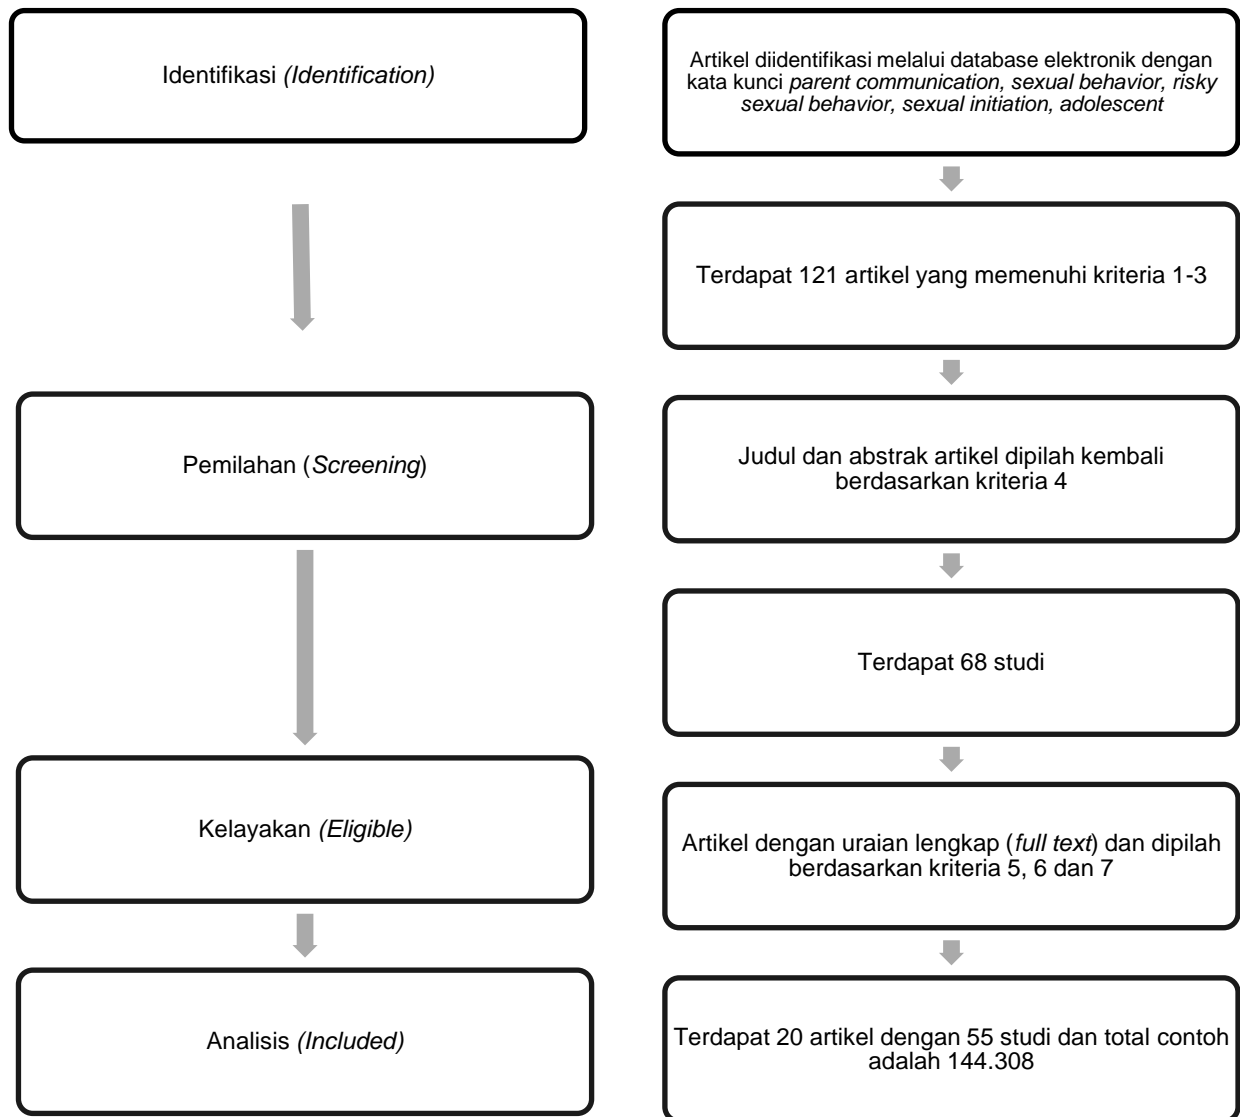 Identifikasi (Identification)
Artikel diidentifikasi melalui database elektronik dengan
kata kunci parent communication, sexual behavior, risky
sexual behavior, sexual initiation, adolescent
Terdapat 121 artikel yang memenuhi kriteria 1-3
Pemilahan (Screening)
Judul dan abstrak artikel dipilah kembali
berdasarkan kriteria 4
Terdapat 68 studi
Kelayakan (Eligible)
Artikel dengan uraian lengkap (full text) dan dipilah
berdasarkan kriteria 5, 6 dan 7
Analisis (Included)
Terdapat 20 artikel dengan 55 studi dan total contoh
adalah 144.308